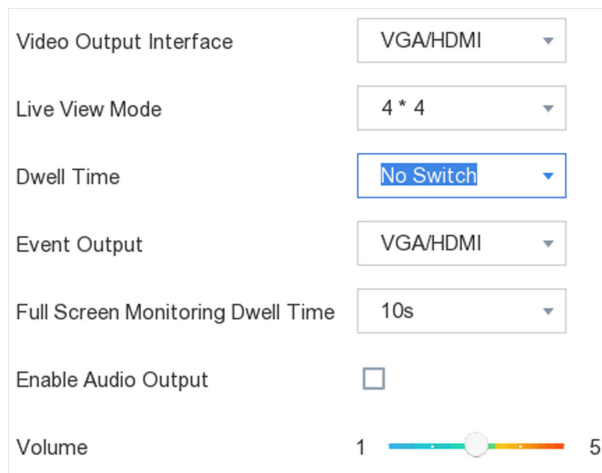 Video Output Interface VGA/HDMI
Live View Mode 4 * 4
Dwell Time No Switch
Event Output VGA/HDMI
Full Screen Monitoring Dwell Time 10s
Enable Audio Output
Volume 1 5